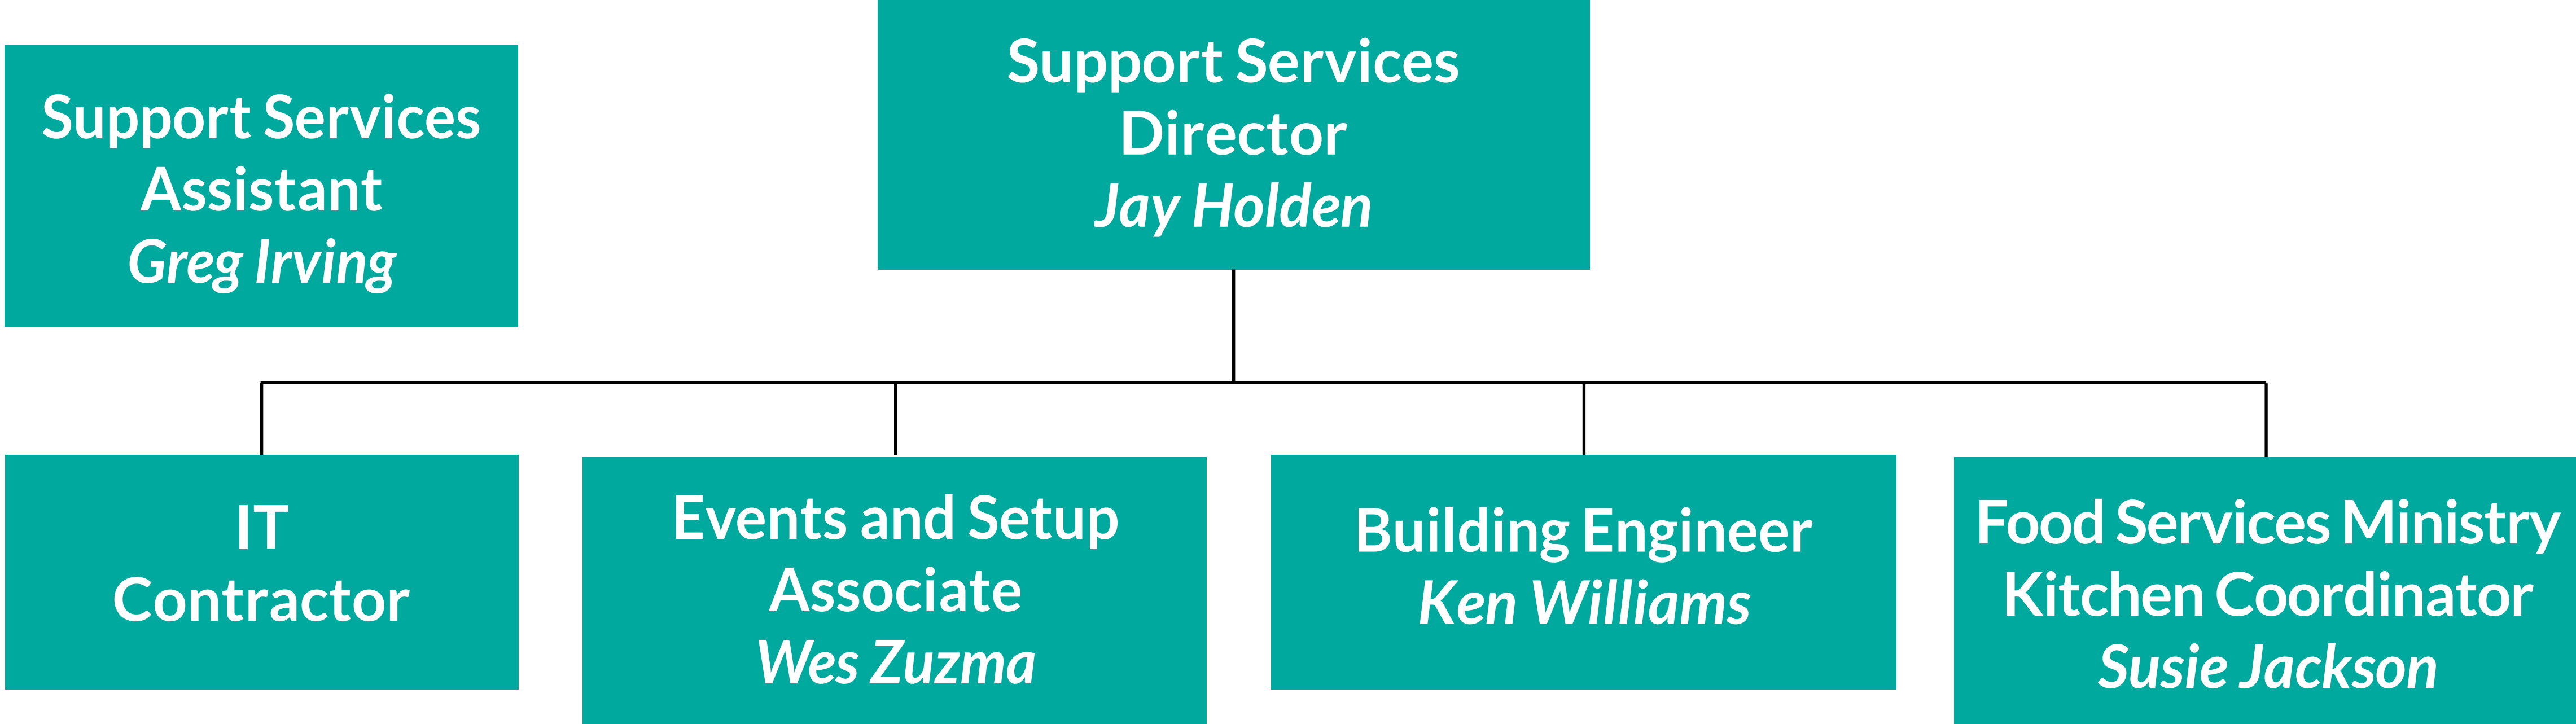 Support Services
Assistant
Greg Irving
Support Services
Director
Jay Holden
IT
Contractor
Events and Setup
Associate
Wes Zuzma
Building Engineer
Ken Williams
Food Services Ministry
Kitchen Coordinator
Susie Jackson